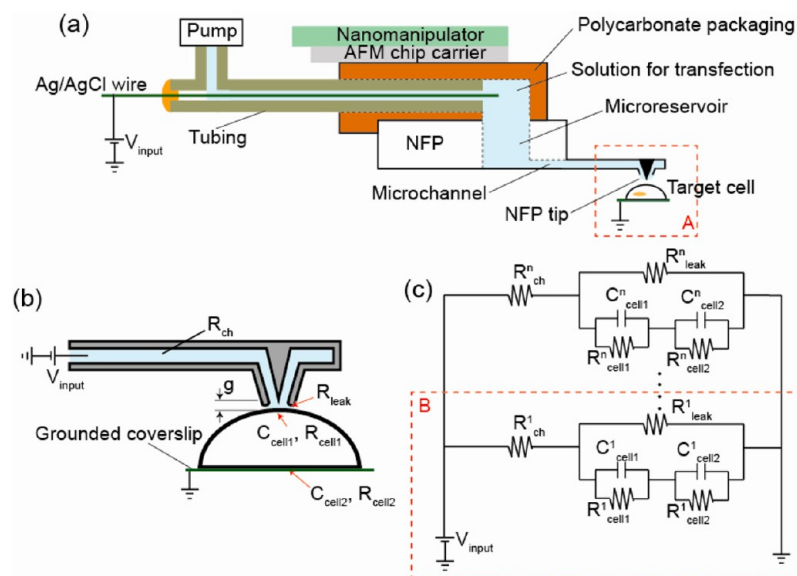 (a)
Pump
Nanomanipulator
AFM chip carrier
Polycarbonate packaging
Ag/AgCl wire
Solution for transfection
Microreservoir
V_input
Tubing
NFP
Microchannel
Target cell
NFP tip
A
(b)
R_ch
V_input
g
R_leak
Grounded coverslip
C_cell1, R_cell1
C_cell2, R_cell2
(c)
R^n_leak
R^n_ch
C^n_cell1
C^n_cell2
R^n_cell1
R^n_cell2
B
R^1_leak
R^1_ch
C^1_cell1
C^1_cell2
R^1_cell1
R^1_cell2
V_input